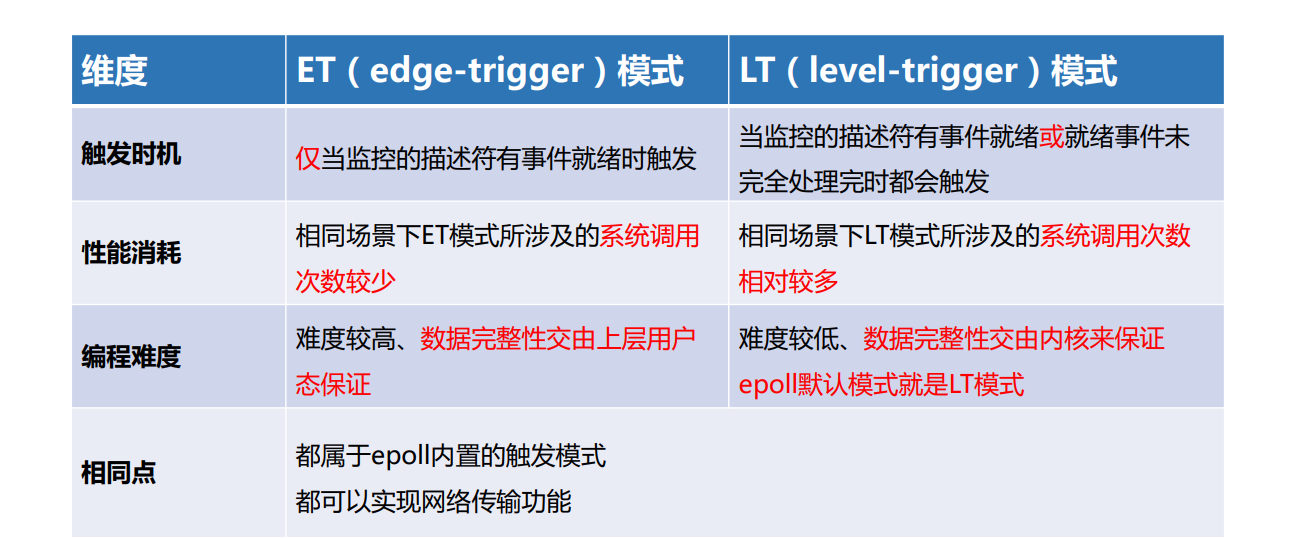 维度
ET（edge-trigger）模式
LT（level-trigger）模式
触发时机
仅当监控的描述符有事件就绪时触发
当监控的描述符有事件就绪或就绪事件未
完全处理完时都会触发
性能消耗
相同场景下ET模式所涉及的系统调用
次数较少
相同场景下LT模式所涉及的系统调用次数
相对较多
编程难度
难度较高、数据完整性交由上层用户
态保证
难度较低、数据完整性交由内核来保证
epoll默认模式就是LT模式
相同点
都属于epoll内置的触发模式
都可以实现网络传输功能